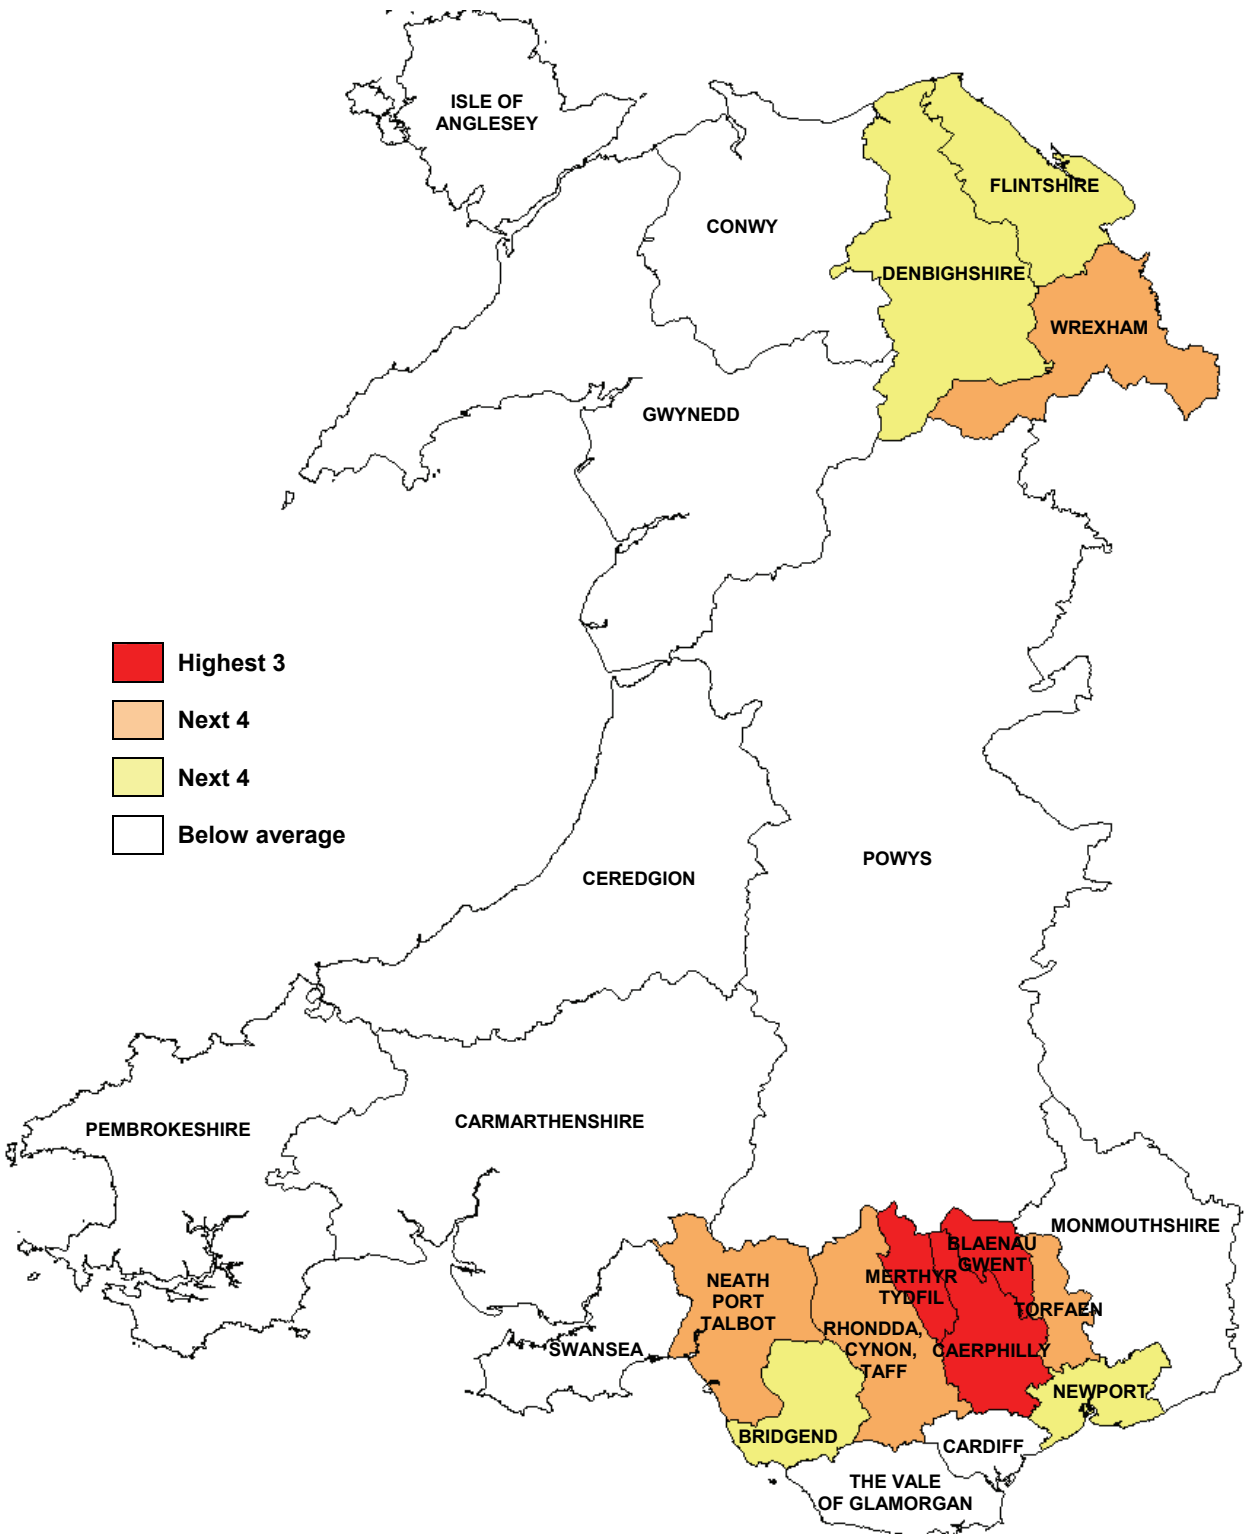 ISLE OF
ANGLESEY
FLINTSHIRE
CONWY
DENBIGHSHIRE
WREXHAM
GWYNEDD
Highest 3
Next 4
Next 4
Below average
POWYS
CEREDGION
PEMBROKESHIRE
CARMARTHENSHIRE
MONMOUTHSHIRE
BLAENAU
GWENT
MERTHYR
TYDFIL
NEATH
PORT
TALBOT
TORFAEN
RHONDDA,
CYNON,
TAFF
CAERPHILLY
SWANSEA
NEWPORT
BRIDGEND
CARDIFF
THE VALE
OF GLAMORGAN